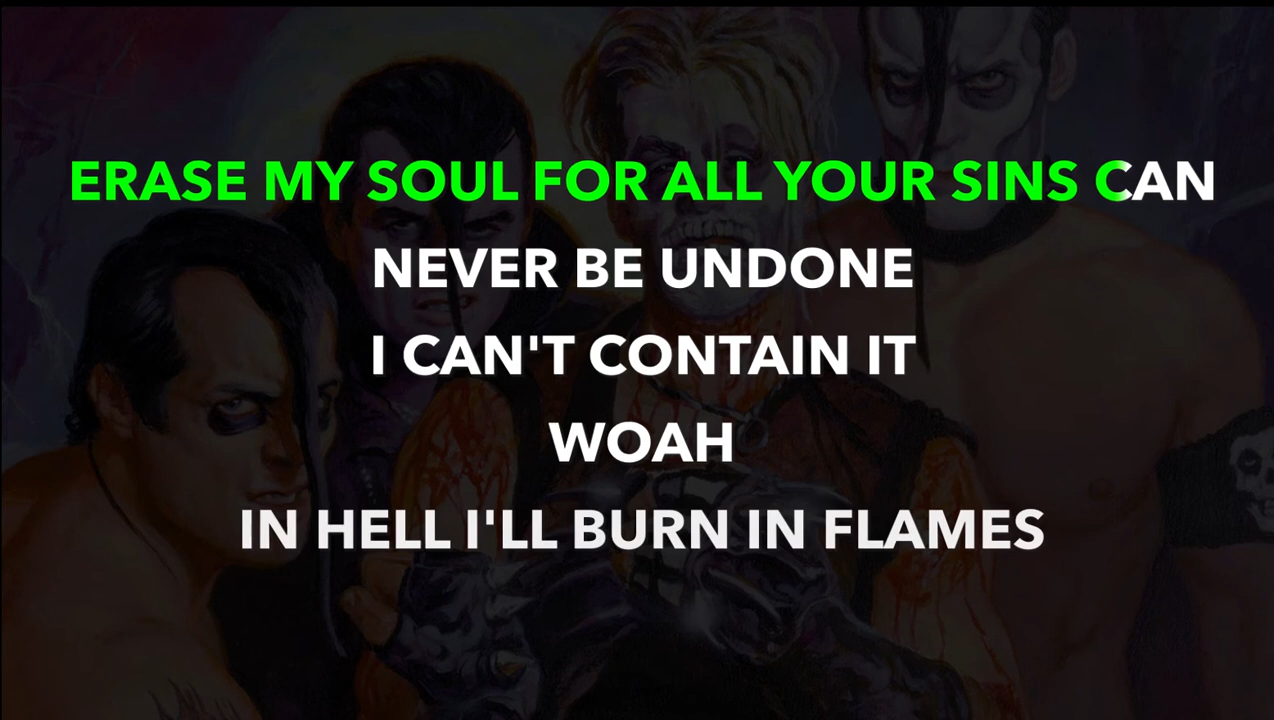 ERASE MY SOUL FOR ALL YOUR SINS CAN
NEVER BE UNDONE
I CAN'T CONTAIN IT
WOAH
IN HELL I'LL BURN IN FLAMES